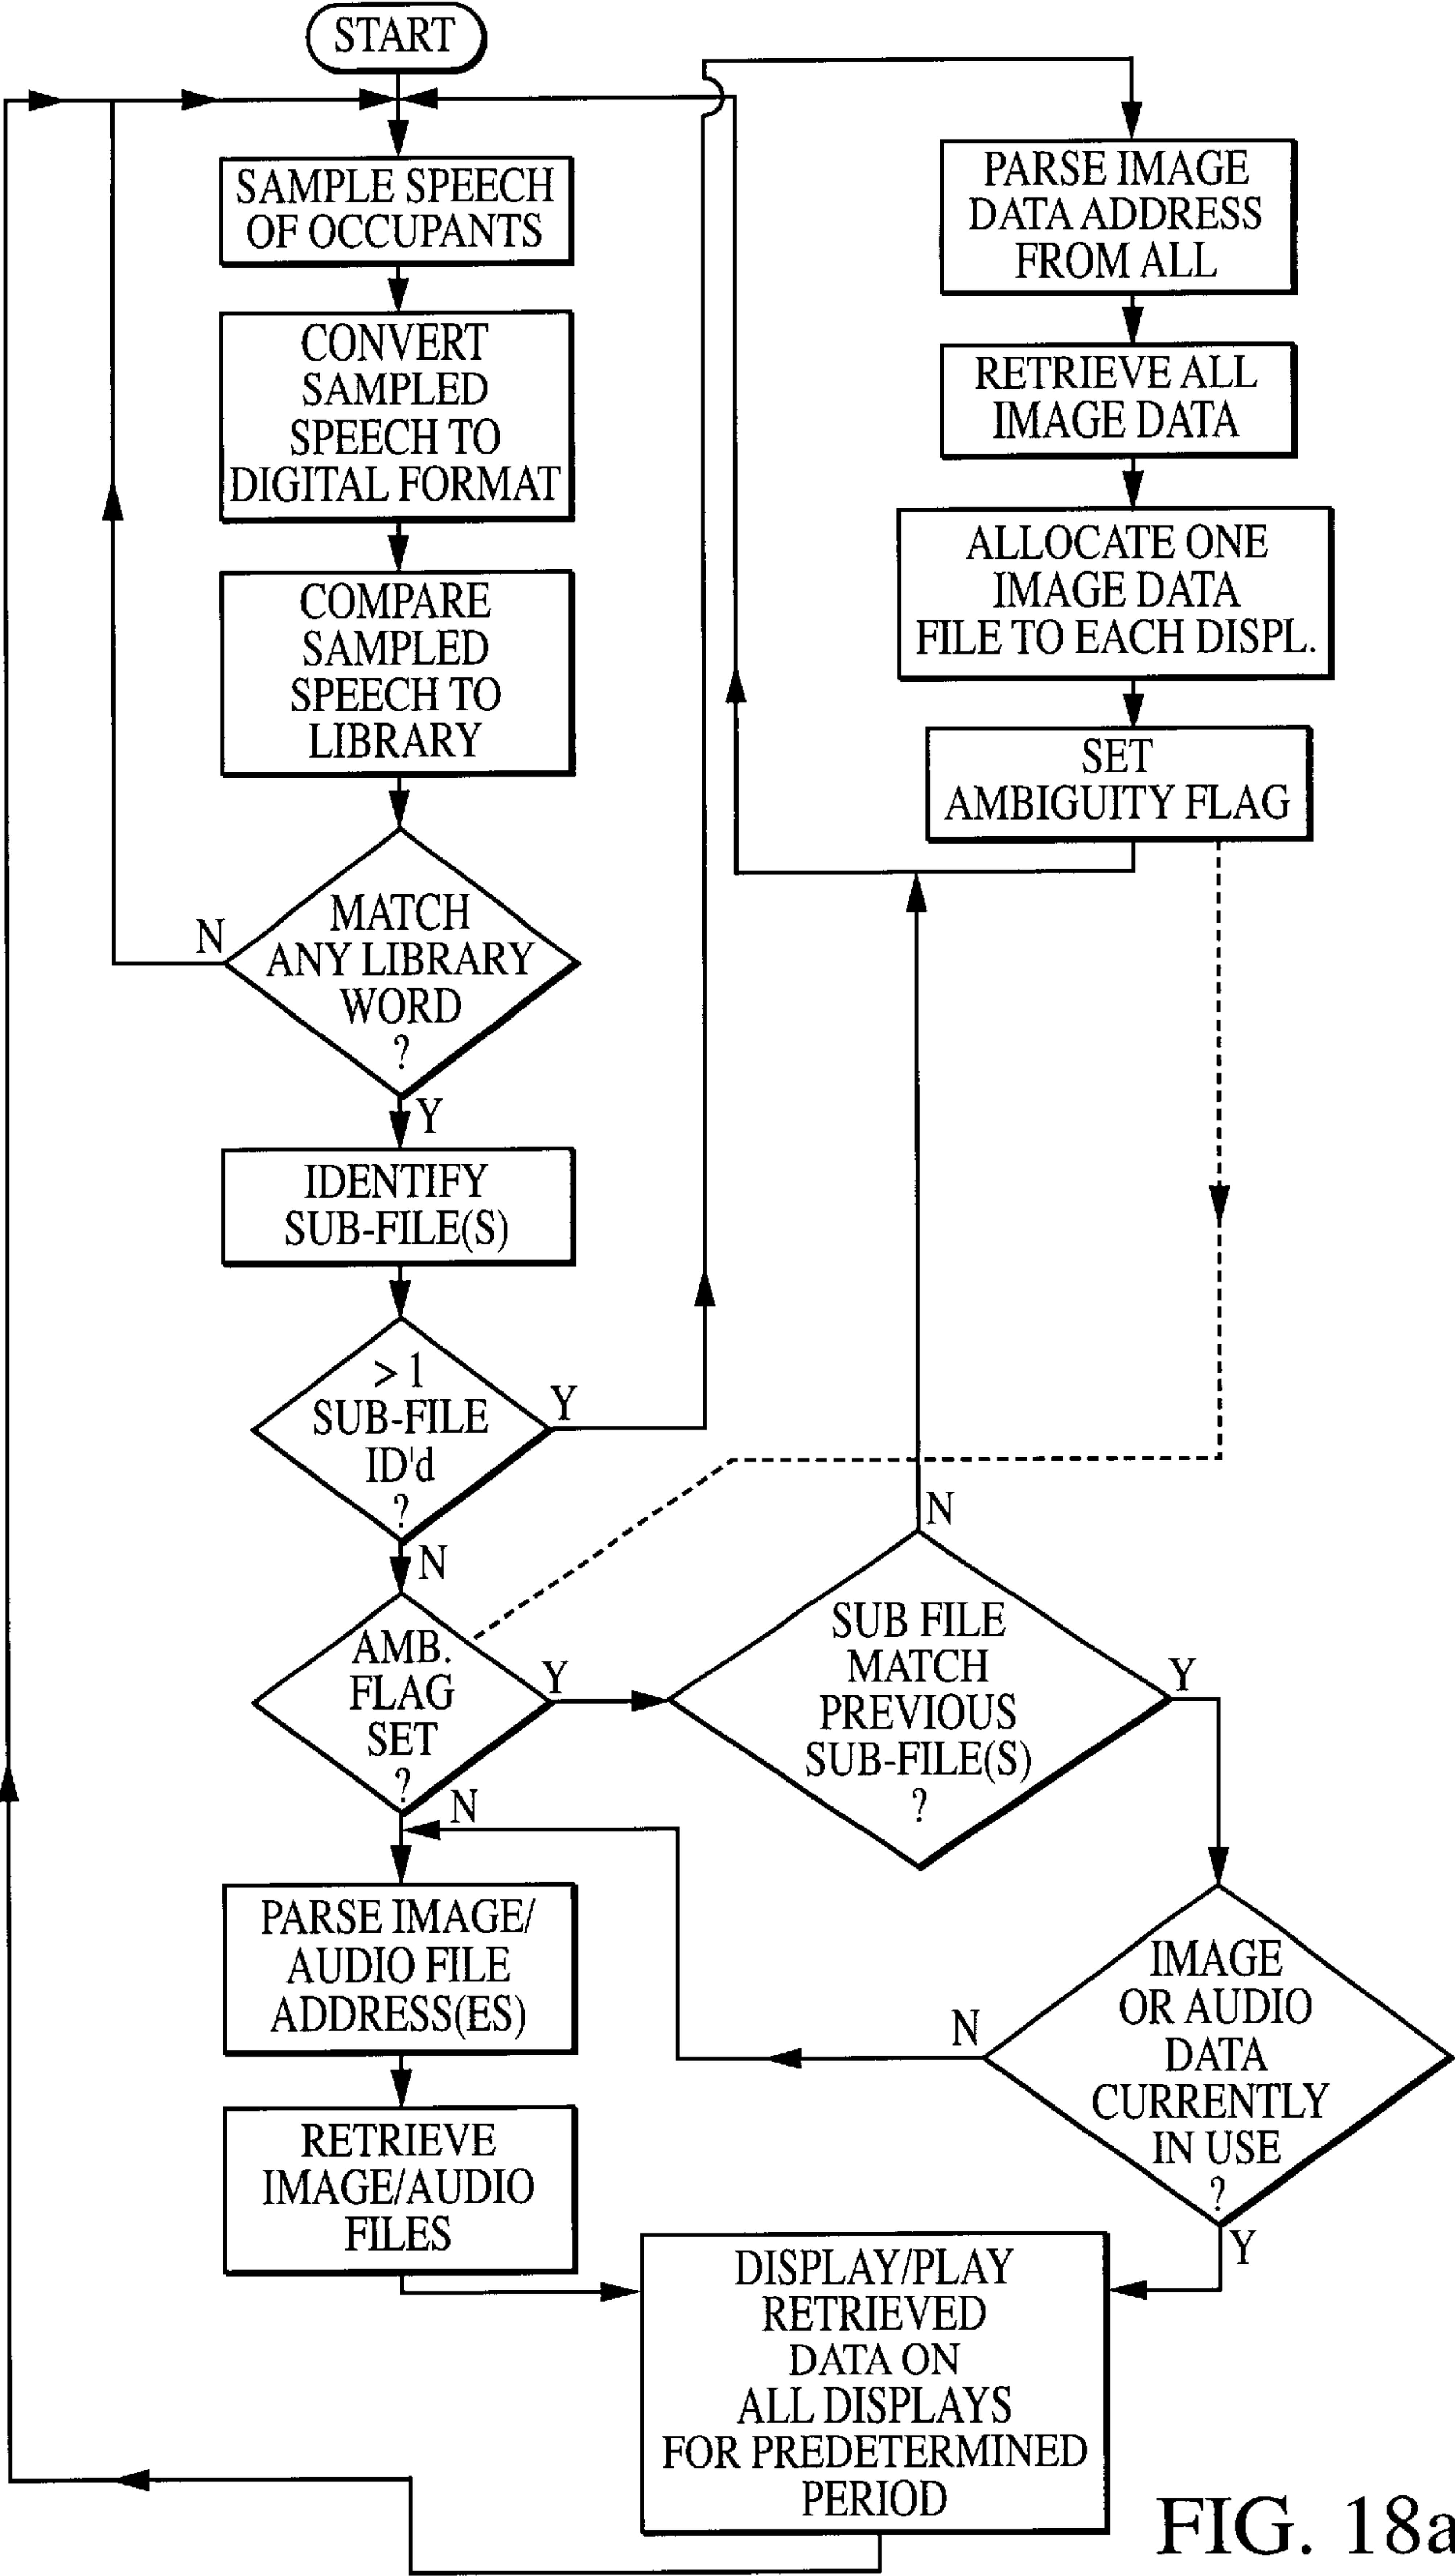 START
SAMPLE SPEECH
OF OCCUPANTS
CONVERT
SAMPLED
SPEECH TO
DIGITAL FORMAT
COMPARE
SAMPLED
SPEECH TO
LIBRARY
MATCH
ANY LIBRARY
WORD
?
N
Y
IDENTIFY
SUB-FILE(S)
> 1
SUB-FILE
ID'd
?
Y
N
AMB.
FLAG
SET
?
Y
N
PARSE IMAGE/
AUDIO FILE
ADDRESS(ES)
RETRIEVE
IMAGE/AUDIO
FILES
PARSE IMAGE
DATA ADDRESS
FROM ALL
RETRIEVE ALL
IMAGE DATA
ALLOCATE ONE
IMAGE DATA
FILE TO EACH DISPL.
SET
AMBIGUITY FLAG
N
SUB FILE
MATCH
PREVIOUS
SUB-FILE(S)
?
Y
IMAGE
OR AUDIO
DATA
CURRENTLY
IN USE
?
N
Y
DISPLAY/PLAY
RETRIEVED
DATA ON
ALL DISPLAYS
FOR PREDETERMINED
PERIOD
FIG. 18a